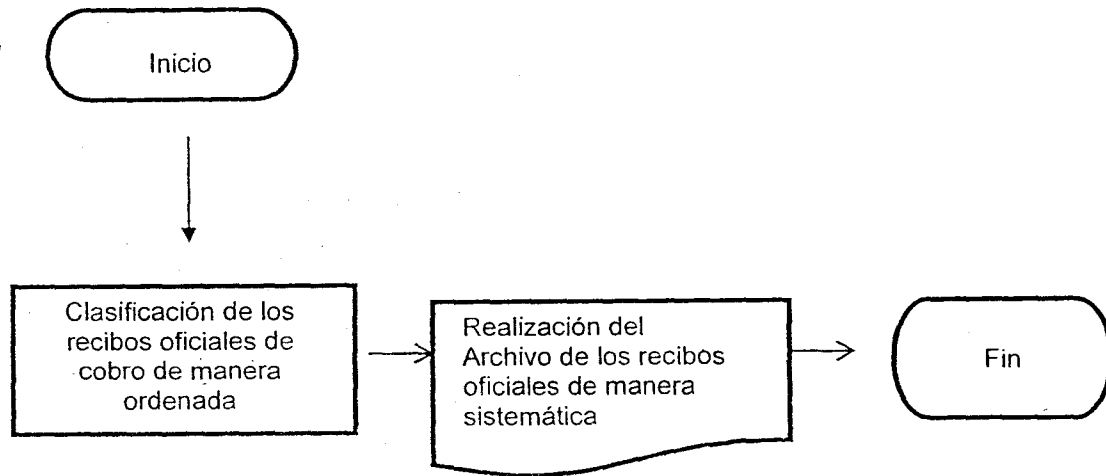 Inicio
Clasificación de los
recibos oficiales de
cobro de manera
ordenada
Realización del
Archivo de los recibos
oficiales de manera
sistemática
Fin